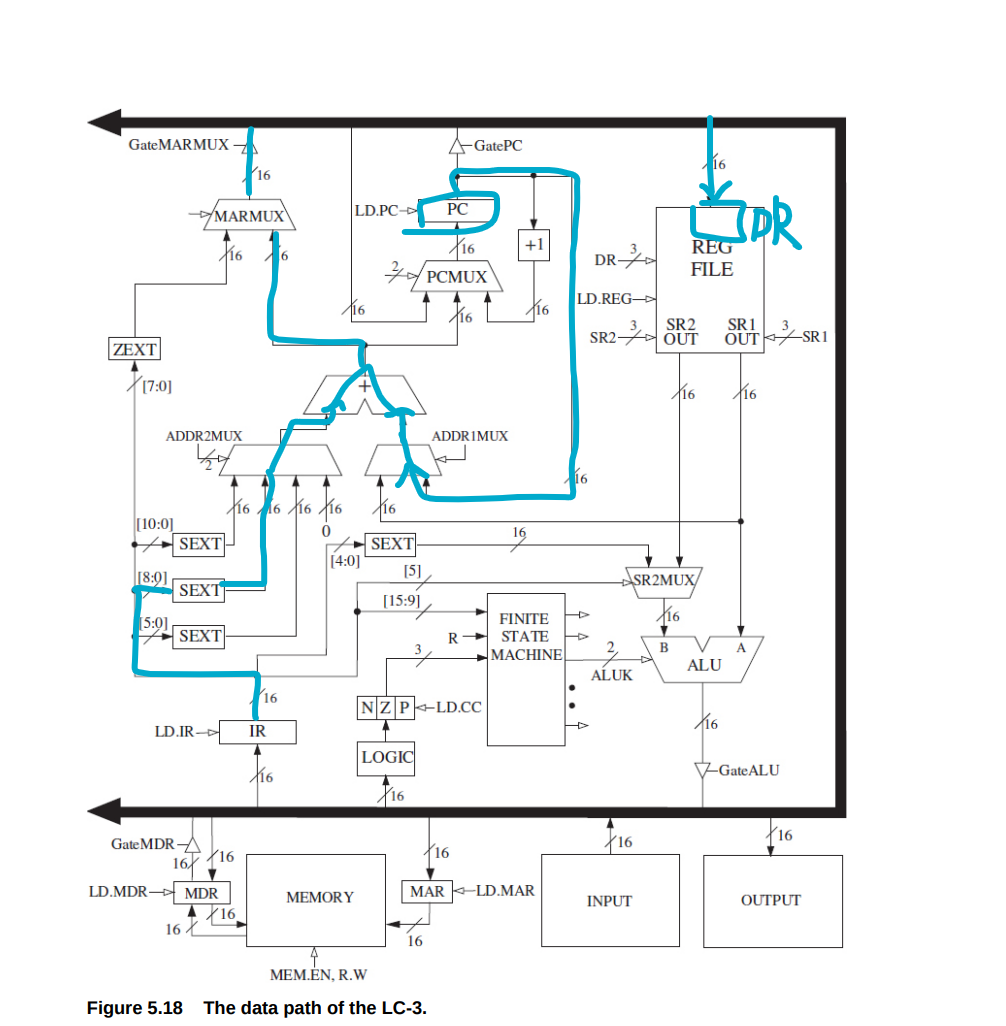 GateMARMUX
GatePC
16
16
MARMUX
LD.PC
PC
DR
16
16
16
+1
REG
FILE
DR
3
2
PCMUX
LD.REG
16
16
16
ZEXT
SR2
3
SR2
OUT
SR1
OUT
3
SR1
[7:0]
+
16
16
ADDR2MUX
2
ADDR1MUX
16
16
16
16
16
16
[10:0]
0
SEXT
[4:0]
SEXT
16
[8:0]
SEXT
[5]
SR2MUX
[15:9]
16
[5:0]
SEXT
FINITE
STATE
MACHINE
R
3
2
ALUK
B
A
ALU
16
N Z P
LD.CC
LD.IR
IR
16
LOGIC
16
16
GateALU
GateMDR
16
16
16
16
16
LD.MDR
MDR
MEMORY
MAR
LD.MAR
INPUT
OUTPUT
16
16
16
MEM.EN, R.W
Figure 5.18 The data path of the LC-3.